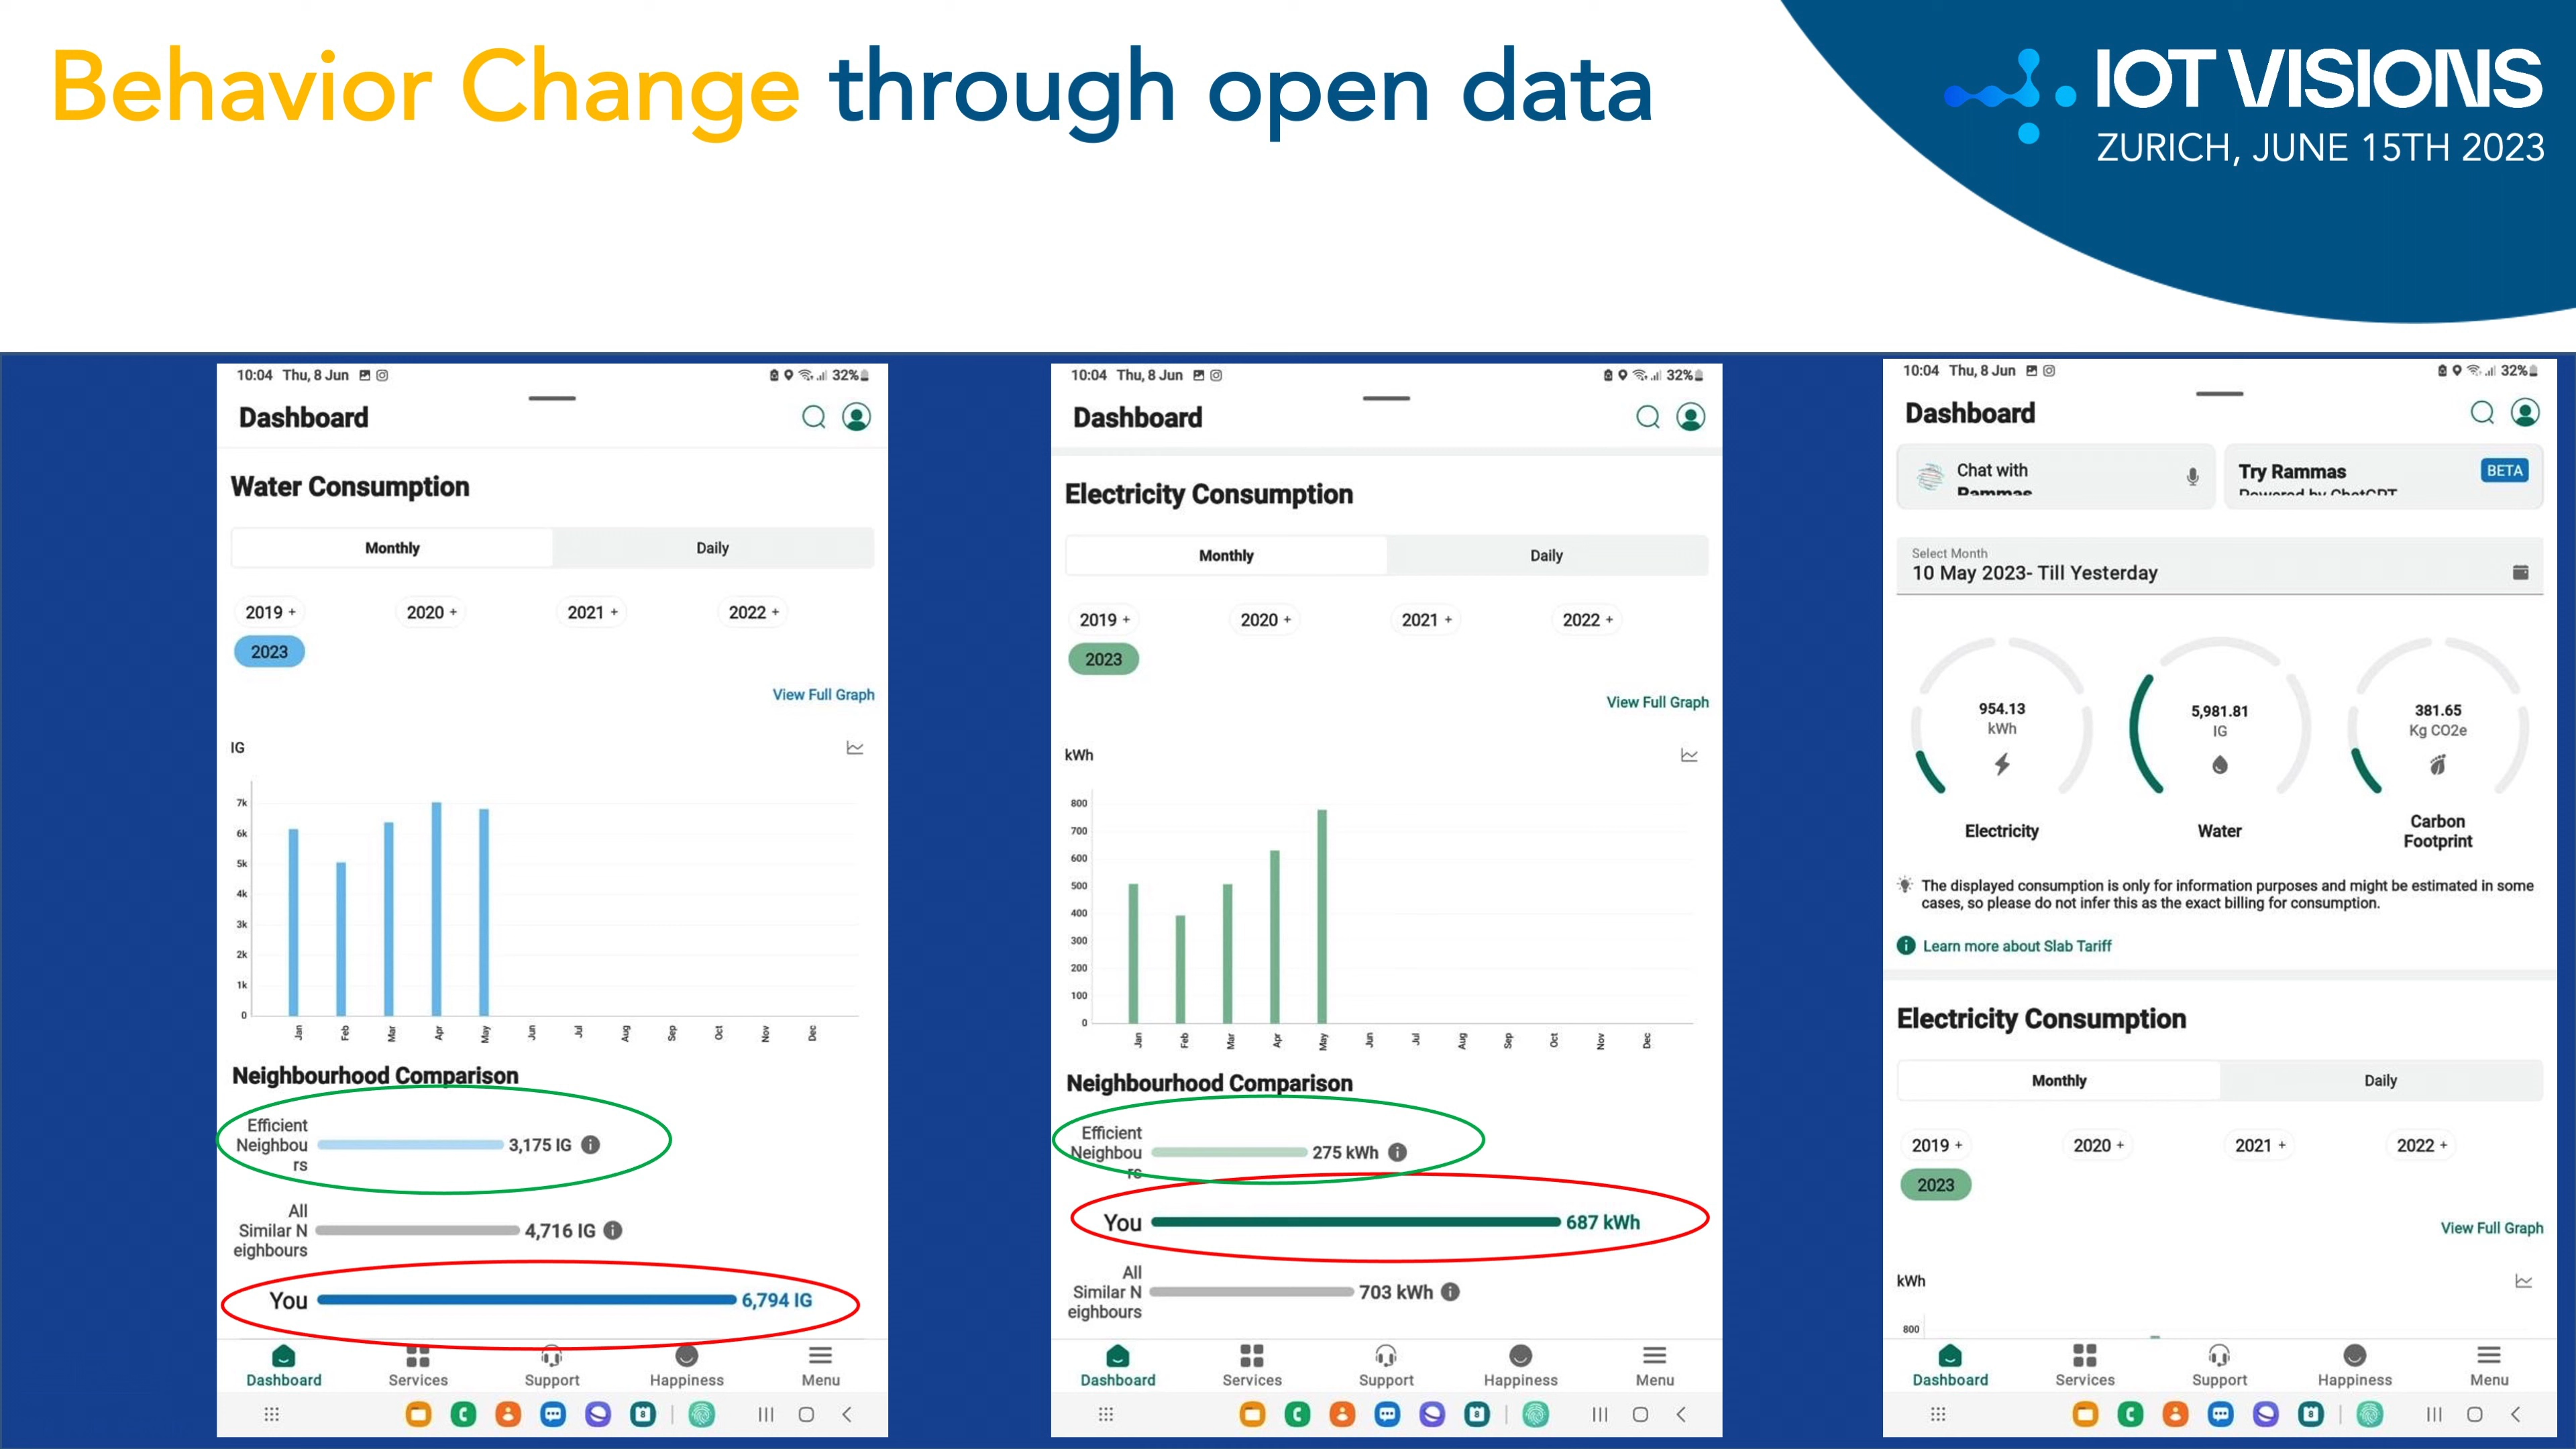 Behavior Change through open data
IOT VISIONS
ZURICH, JUNE 15TH 2023
10:04 Thu, 8 Jun
32%
Dashboard
Water Consumption
Monthly
Daily
2019 +
2020 +
2021 +
2022 +
2023
View Full Graph
IG
7k
6k
5k
4k
3k
2k
1k
0
Jan
Feb
Mar
Apr
May
Jun
Jul
Aug
Sep
Oct
Nov
Dec
Neighbourhood Comparison
Efficient
Neighbou
rs
3,175 IG
All
Similar N
eighbours
4,716 IG
You
6,794 IG
Dashboard
Services
Support
Happiness
Menu
10:04 Thu, 8 Jun
32%
Dashboard
Electricity Consumption
Monthly
Daily
2019 +
2020 +
2021 +
2022 +
2023
View Full Graph
kWh
800
700
600
500
400
300
200
100
0
Jan
Feb
Mar
Apr
May
Jun
Jul
Aug
Sep
Oct
Nov
Dec
Neighbourhood Comparison
Efficient
Neighbou
rs
275 kWh
You
687 kWh
All
Similar N
eighbours
703 kWh
Dashboard
Services
Support
Happiness
Menu
10:04 Thu, 8 Jun
32%
Dashboard
Chat with
Rammas
Try Rammas
BETA
Powered by ChatGPT
Select Month
10 May 2023- Till Yesterday
954.13
kWh
Electricity
5,981.81
IG
Water
381.65
Kg CO2e
Carbon
Footprint
The displayed consumption is only for information purposes and might be estimated in some
cases, so please do not infer this as the exact billing for consumption.
Learn more about Slab Tariff
Electricity Consumption
Monthly
Daily
2019 +
2020 +
2021 +
2022 +
2023
View Full Graph
kWh
800
Dashboard
Services
Support
Happiness
Menu